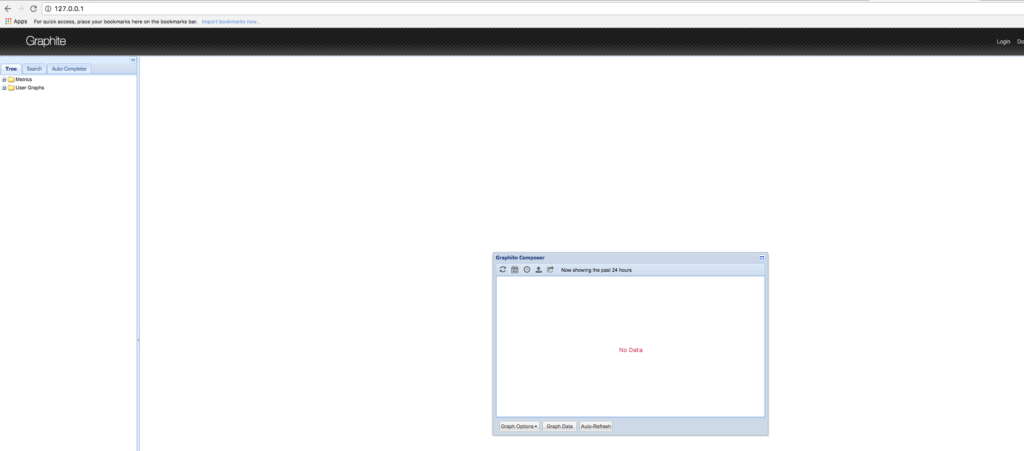 127.0.0.1
Apps For quick access, place your bookmarks here on the bookmarks bar. Import bookmarks now...
Graphite
Login Do
Tree Search Auto-Completer
Metrics
User Graphs
Graphite Composer
Now showing the past 24 hours
No Data
Graph Options Graph Data Auto-Refresh